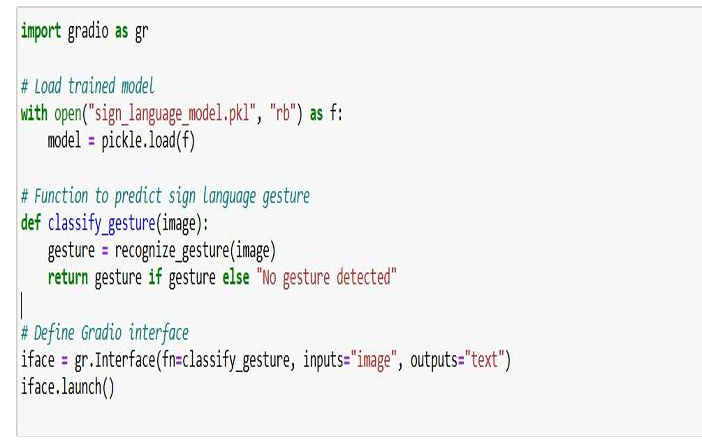 import gradio as gr
# Load trained model
with open("sign_language_model.pkl", "rb") as f:
    model = pickle.load(f)
# Function to predict sign language gesture
def classify_gesture(image):
    gesture = recognize_gesture(image)
    return gesture if gesture else "No gesture detected"
# Define Gradio interface
iface = gr.Interface(fn=classify_gesture, inputs="image", outputs="text")
iface.launch()